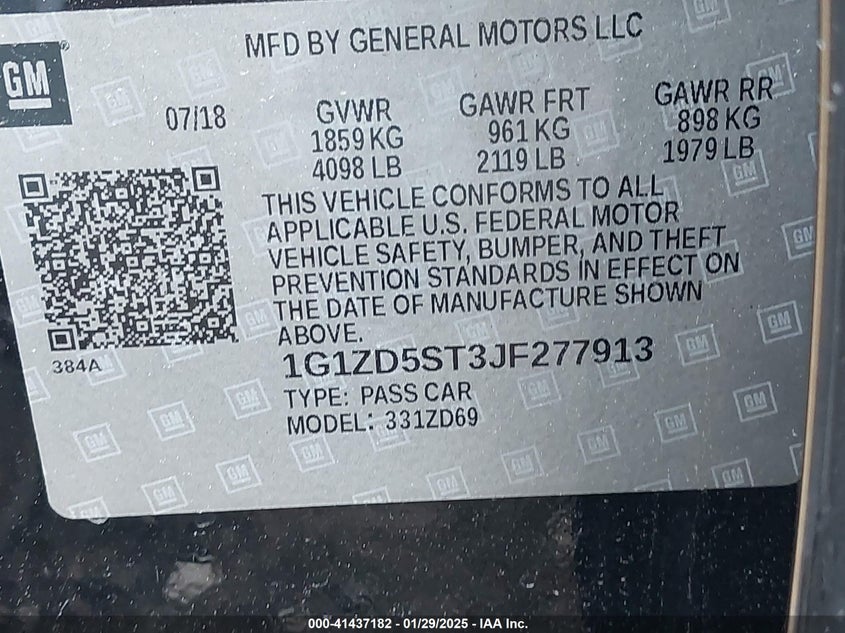 GM
MFD BY GENERAL MOTORS LLC
07/18
GVWR
1859 KG
4098 LB
GAWR FRT
961 KG
2119 LB
GAWR RR
898 KG
1979 LB
THIS VEHICLE CONFORMS TO ALL
APPLICABLE U.S. FEDERAL MOTOR
VEHICLE SAFETY, BUMPER, AND THEFT
PREVENTION STANDARDS IN EFFECT ON
THE DATE OF MANUFACTURE SHOWN
ABOVE.
384A
1G1ZD5ST3JF277913
TYPE: PASS CAR
MODEL: 331ZD69
000-41437182 - 01/29/2025 - IAA Inc.